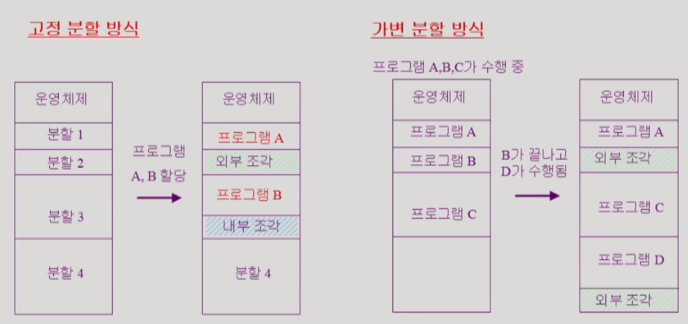 고정 분할 방식
운영체제
분할 1
분할 2
분할 3
분할 4
프로그램
A, B 할당
운영체제
프로그램 A
외부 조각
프로그램 B
내부 조각
분할 4
가변 분할 방식
프로그램 A,B,C가 수행 중
운영체제
프로그램 A
프로그램 B
프로그램 C
B가 끝나고
D가 수행됨
운영체제
프로그램 A
외부 조각
프로그램 C
프로그램 D
외부 조각